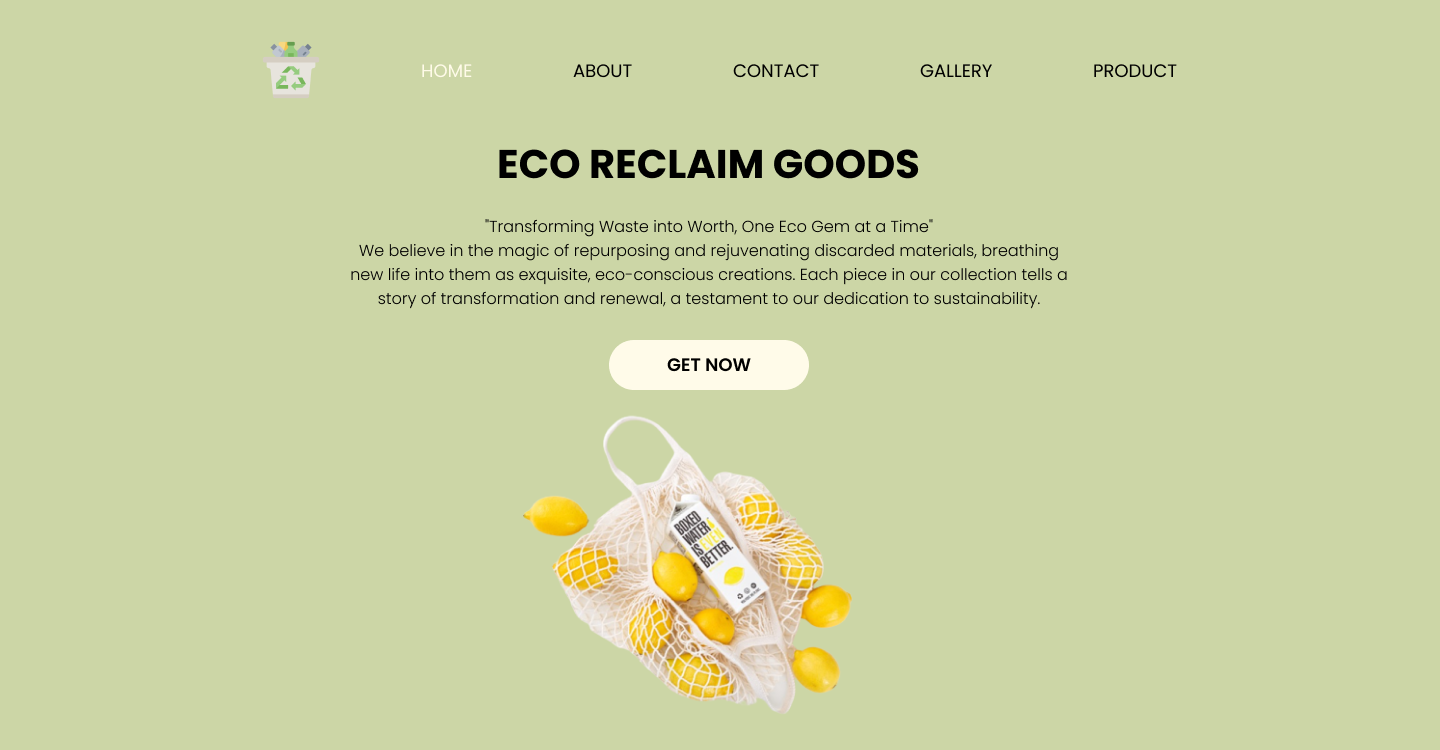 HOME
ABOUT
CONTACT
GALLERY
PRODUCT
ECO RECLAIM GOODS
"Transforming Waste into Worth, One Eco Gem at a Time"
We believe in the magic of repurposing and rejuvenating discarded materials, breathing
new life into them as exquisite, eco-conscious creations. Each piece in our collection tells a
story of transformation and renewal, a testament to our dedication to sustainability.
GET NOW
BOXED
WATER
IS EVEN
BETTER.